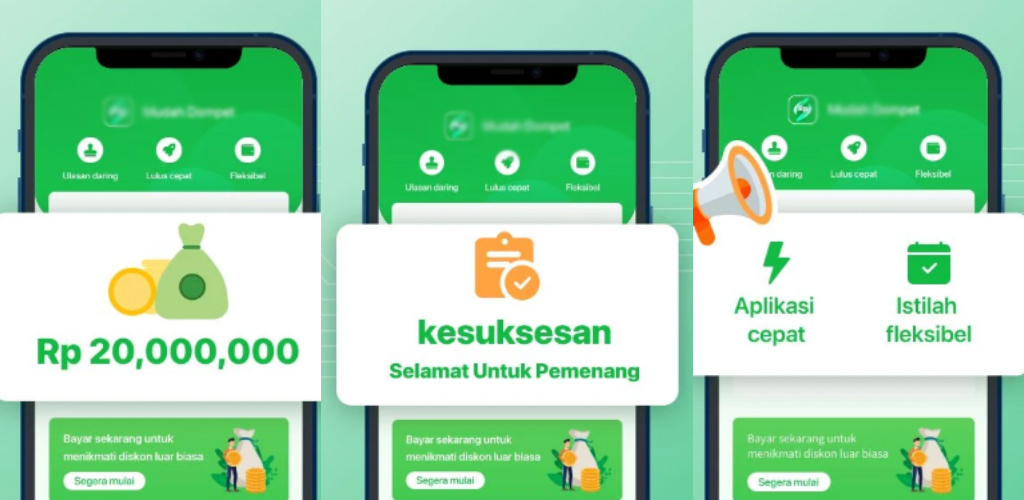 Mudah Dompet
Ulasan daring
Lulus cepat
Fleksibel
Rp 20,000,000
Bayar sekarang untuk
menikmati diskon luar biasa
Segera mulai
Mudah Dompet
Ulasan daring
Lulus cepat
Fleksibel
kesuksesan
Selamat Untuk Pemenang
Bayar sekarang untuk
menikmati diskon luar biasa
Segera mulai
Mudah Dompet
daring
Lulus cepat
Fleksibel
Aplikasi
cepat
Istilah
fleksibel
Bayar sekarang untuk
menikmati diskon luar biasa
Segera mulai